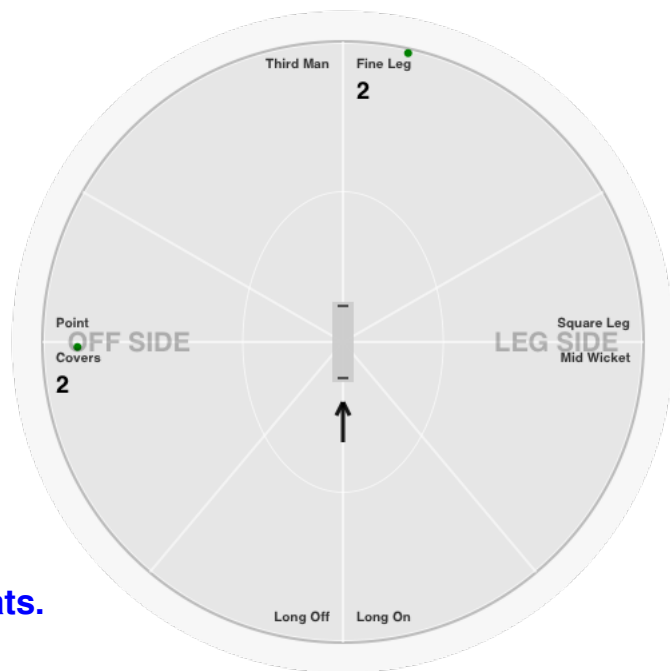 Third Man
Fine Leg
2
Point
OFF SIDE
Covers
2
Square Leg
LEG SIDE
Mid Wicket
Long Off
Long On